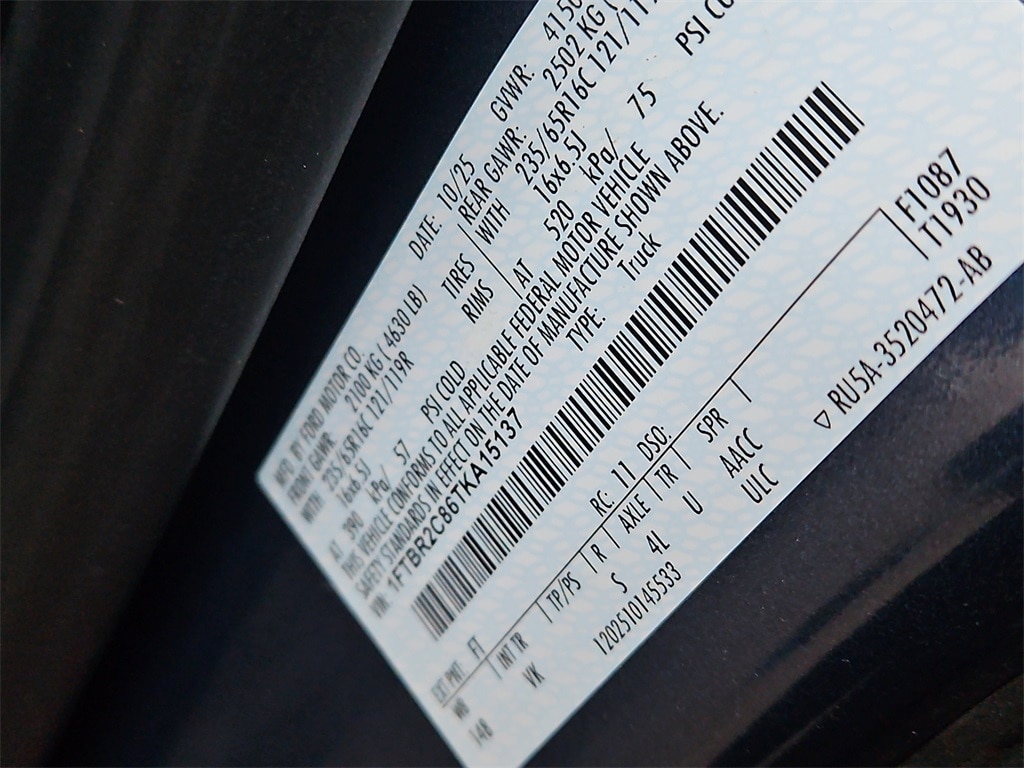 MFD. BY FORD MOTOR CO.
DATE: 10/25
GVWR: 4150
FRONT GAWR: 2100 KG ( 4630 LB)
REAR GAWR: 2502 KG (
WITH 235/65R16C 121/119R TIRES
WITH 235/65R16C 121/119
16x6.5J RIMS
16x6.5J
AT 390 kPa/ 57 PSI COLD
AT 520 kPa/ 75 PSI CO
THIS VEHICLE CONFORMS TO ALL APPLICABLE FEDERAL MOTOR VEHICLE
SAFETY STANDARDS IN EFFECT ON THE DATE OF MANUFACTURE SHOWN ABOVE.
VIN: 1FTBR2C86TKA15137
TYPE: Truck
EXT PNT: FT RC: 11 DSO:
F1087
T1930
WB INT TR TP/PS R AXLE TR SPR
148 VK S 4L U AACC
ULC
1202510145533
▽ RU5A-3520472-AB